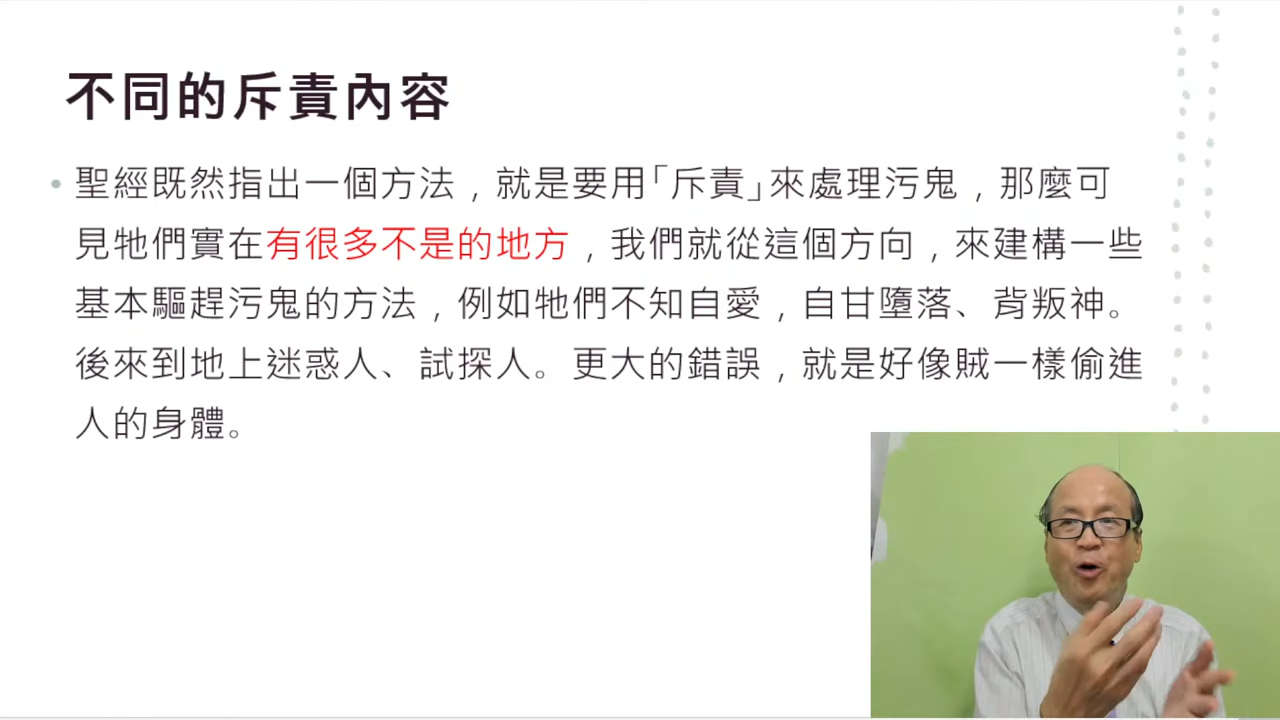 不同的斥責內容
• 聖經既然指出一個方法，就是要用「斥責」來處理污鬼，那麼可
見牠們實在有很多不是的地方，我們就從這個方向，來建構一些
基本驅趕污鬼的方法，例如牠們不知自愛，自甘墮落、背叛神。
後來到地上迷惑人、試探人。更大的錯誤，就是好像賊一樣偷進
人的身體。